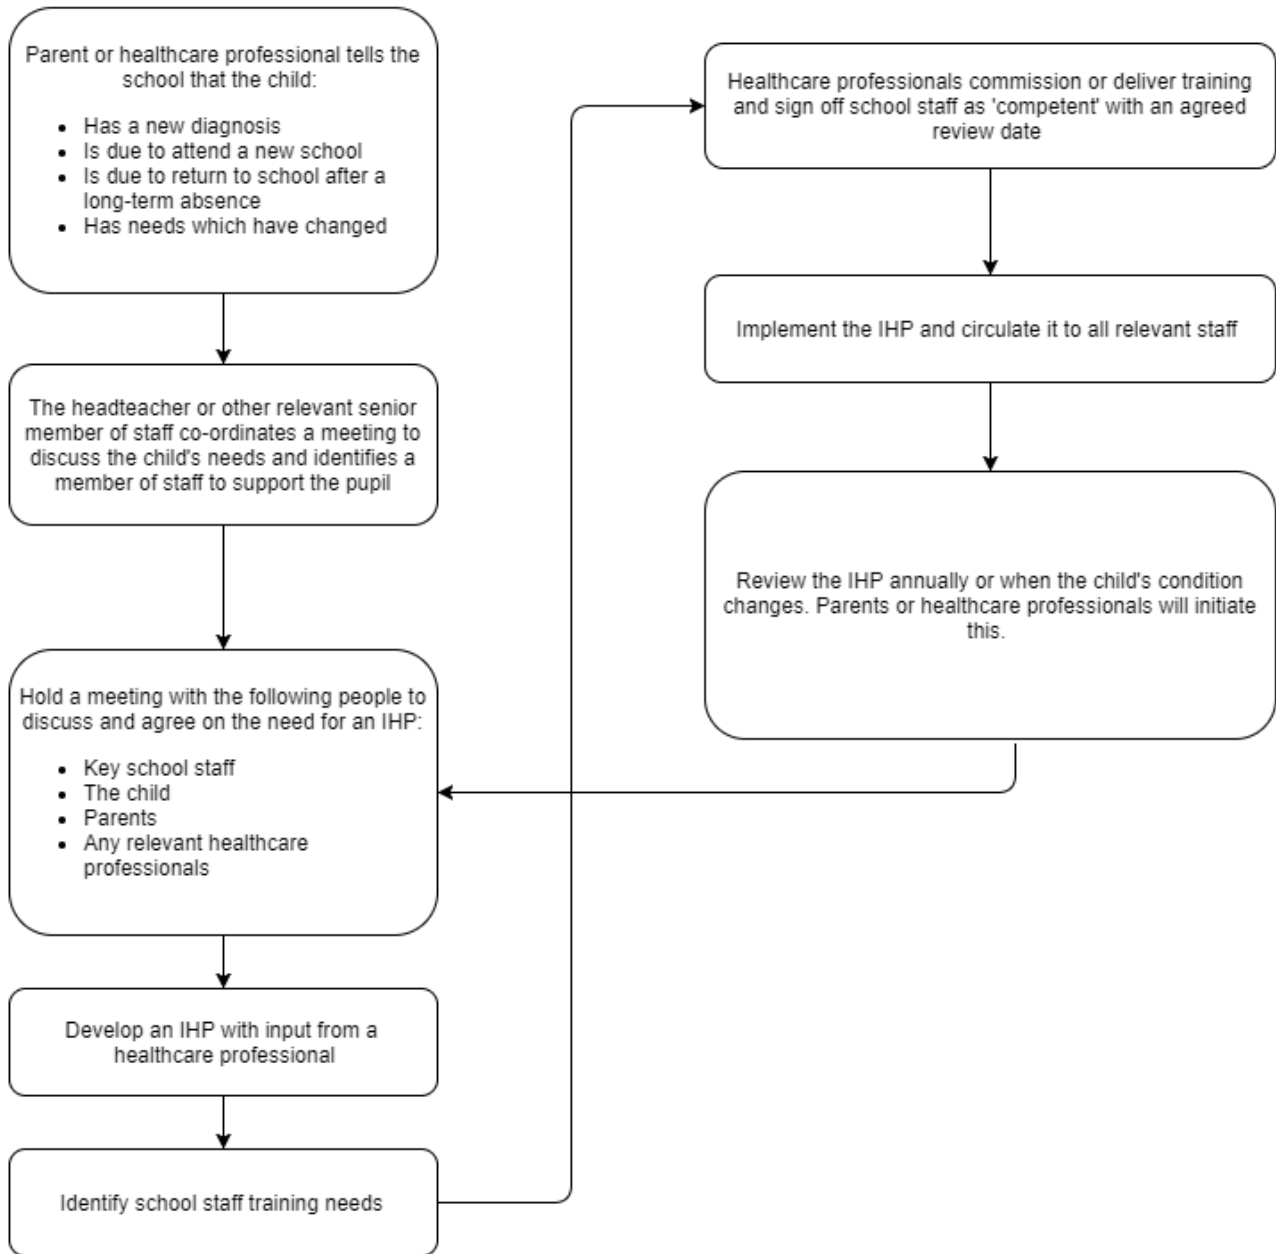 Parent or healthcare professional tells the
school that the child:
• Has a new diagnosis
• Is due to attend a new school
• Is due to return to school after a
long-term absence
• Has needs which have changed
The headteacher or other relevant senior
member of staff co-ordinates a meeting to
discuss the child's needs and identifies a
member of staff to support the pupil
Hold a meeting with the following people to
discuss and agree on the need for an IHP:
• Key school staff
• The child
• Parents
• Any relevant healthcare
professionals
Develop an IHP with input from a
healthcare professional
Identify school staff training needs
Healthcare professionals commission or deliver training
and sign off school staff as 'competent' with an agreed
review date
Implement the IHP and circulate it to all relevant staff
Review the IHP annually or when the child's condition
changes. Parents or healthcare professionals will initiate
this.